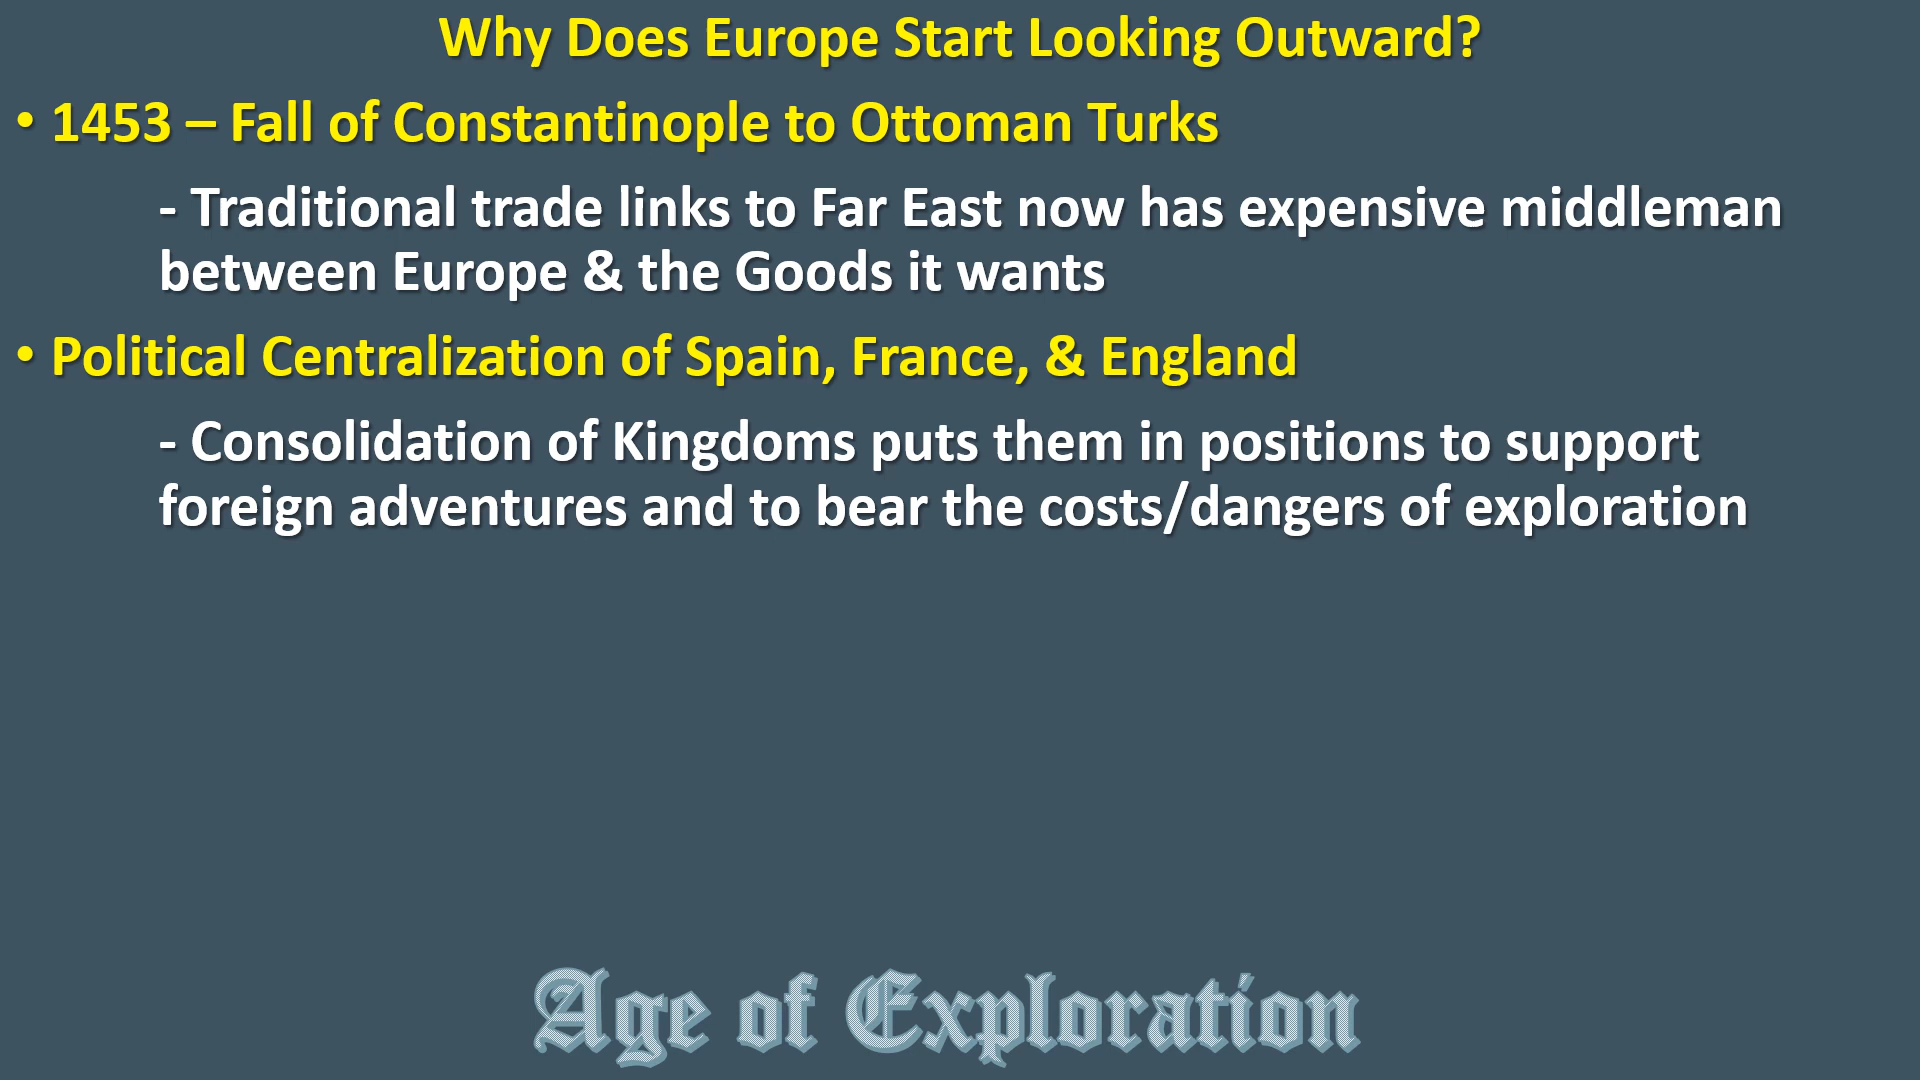 Why Does Europe Start Looking Outward?
• 1453 – Fall of Constantinople to Ottoman Turks
- Traditional trade links to Far East now has expensive middleman
between Europe & the Goods it wants
• Political Centralization of Spain, France, & England
- Consolidation of Kingdoms puts them in positions to support
foreign adventures and to bear the costs/dangers of exploration
Age of Exploration